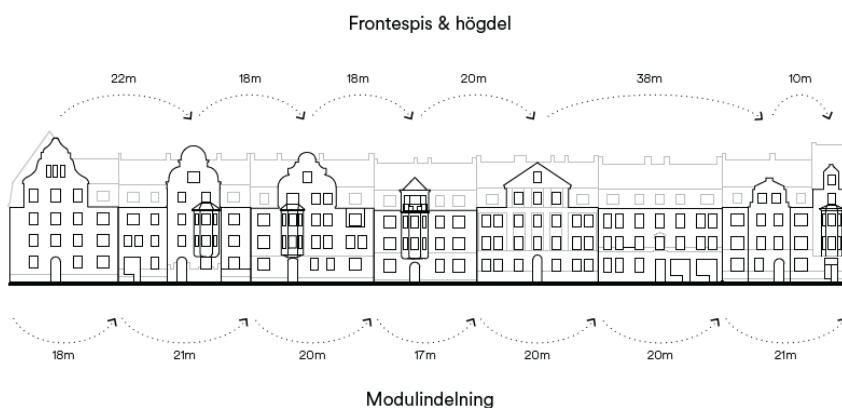 Frontespis & högdel
22m 18m 18m 20m 38m 10m
18m 21m 20m 17m 20m 20m 21m
Modulindelning